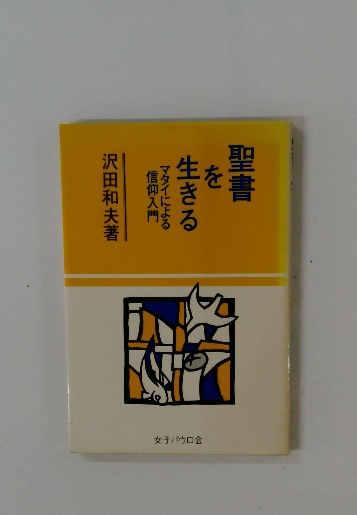 聖書
を
生きる
マタイによる
信仰入門
沢田和夫著
女子パウロ会